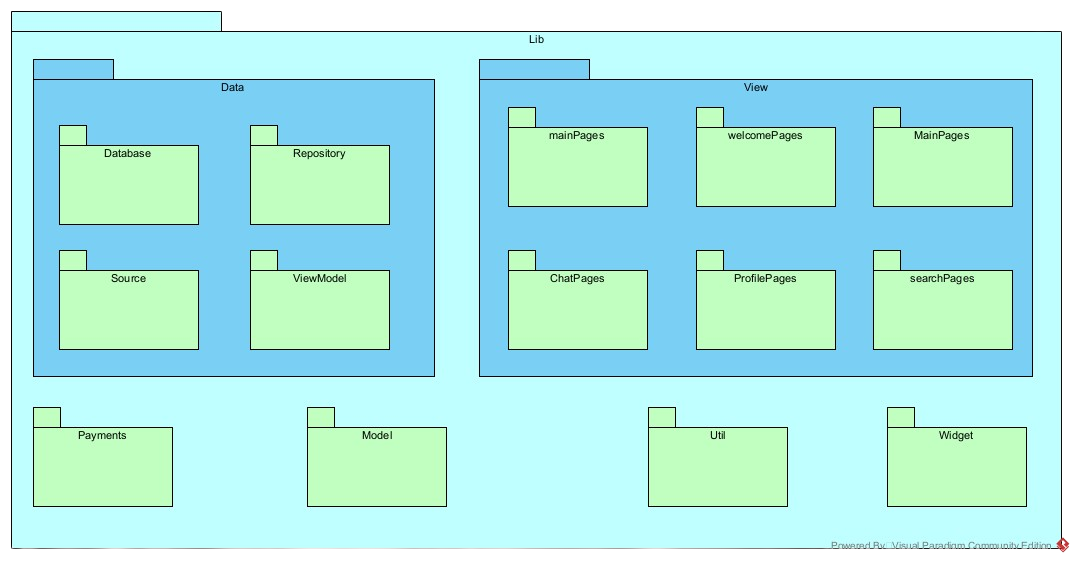 Lib
Data
View
mainPages
welcomePages
MainPages
Database
Repository
Source
ViewModel
ChatPages
ProfilePages
searchPages
Payments
Model
Util
Widget
Powered By Visual Paradigm Community Edition